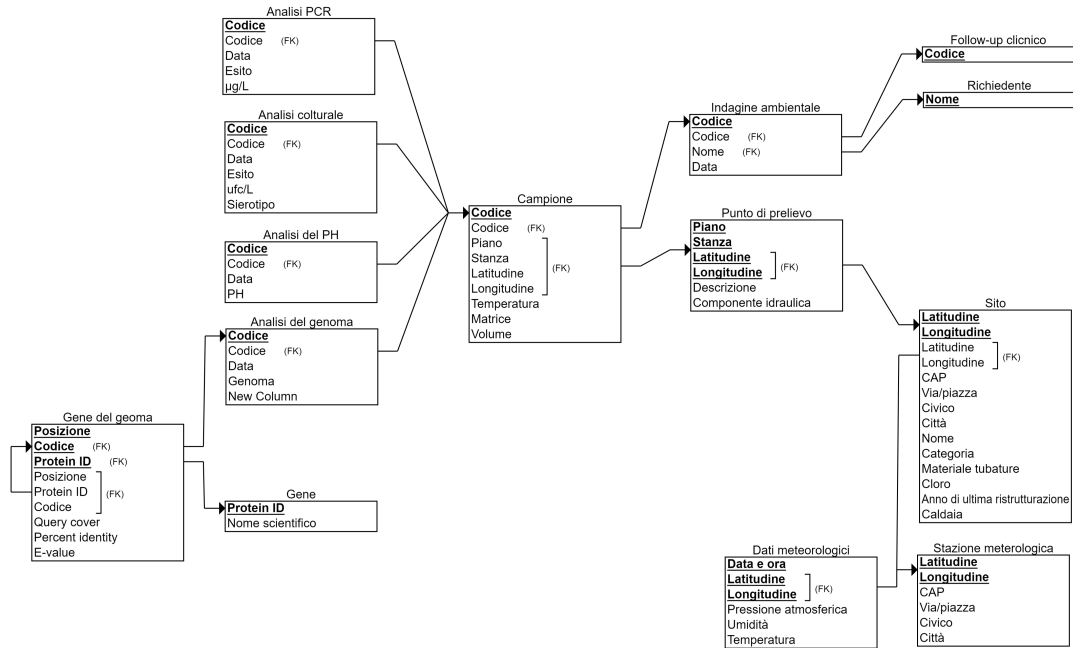 Analisi PCR
Codice
Codice (FK)
Data
Esito
µg/L
Analisi colturale
Codice
Codice (FK)
Data
Esito
ufc/L
Sierotipo
Analisi del PH
Codice
Codice (FK)
Data
PH
Analisi del genoma
Codice
Codice (FK)
Data
Genoma
New Column
Gene del geoma
Posizione
Codice (FK)
Protein ID (FK)
Posizione
Protein ID (FK)
Codice
Query cover
Percent identity
E-value
Gene
Protein ID
Nome scientifico
Campione
Codice
Codice (FK)
Piano
Stanza
(FK)
Latitudine
Longitudine
Temperatura
Matrice
Volume
Indagine ambientale
Codice
Codice (FK)
Nome (FK)
Data
Punto di prelievo
Piano
Stanza
Latitudine
(FK)
Longitudine
Descrizione
Componente idraulica
Follow-up clicnico
Codice
Richiedente
Nome
Sito
Latitudine
Longitudine
Latitudine
(FK)
Longitudine
CAP
Via/piazza
Civico
Città
Nome
Categoria
Materiale tubature
Cloro
Anno di ultima ristrutturazione
Caldaia
Dati meteorologici
Data e ora
Latitudine
(FK)
Longitudine
Pressione atmosferica
Umidità
Temperatura
Stazione meterologica
Latitudine
Longitudine
CAP
Via/piazza
Civico
Città